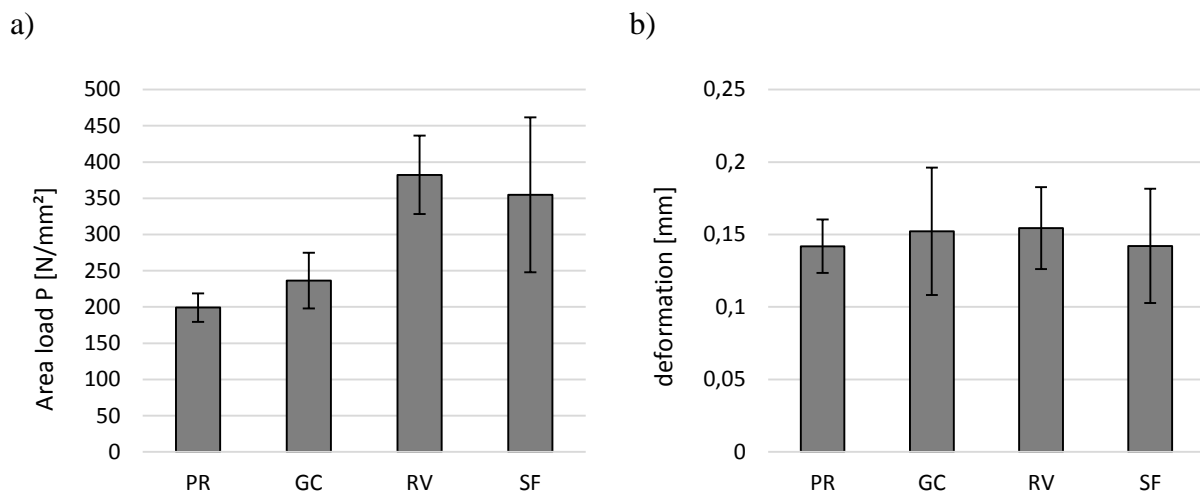 a)
b)
Area load P [N/mm²]
500
450
400
350
300
250
200
150
100
50
0
PR GC RV SF
deformation [mm]
0,25
0,2
0,15
0,1
0,05
0
PR GC RV SF